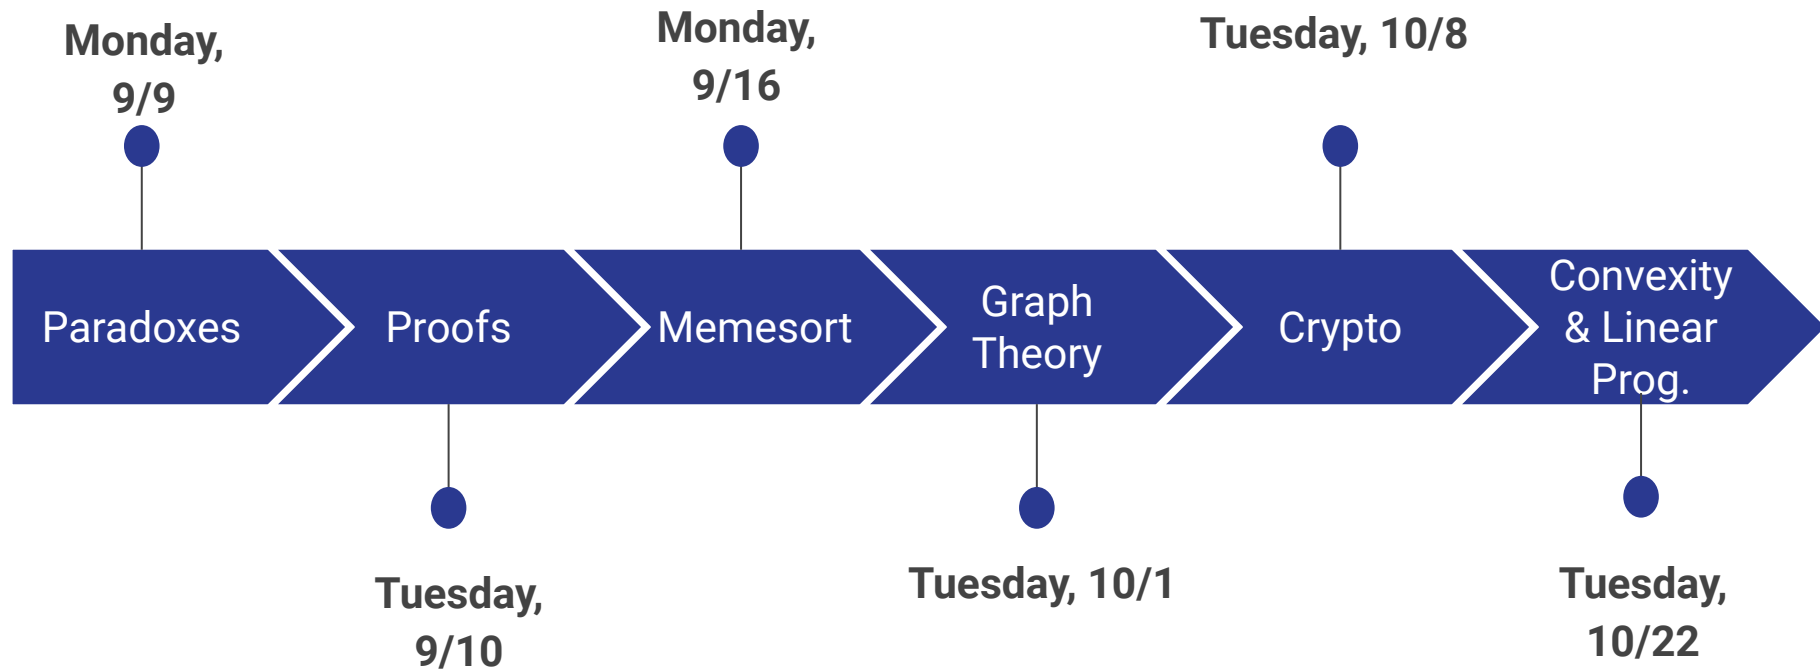 Monday,
9/9
Monday,
9/16
Tuesday, 10/8
Paradoxes
Proofs
Memesort
Graph
Theory
Crypto
Convexity
& Linear
Prog.
Tuesday,
9/10
Tuesday, 10/1
Tuesday,
10/22